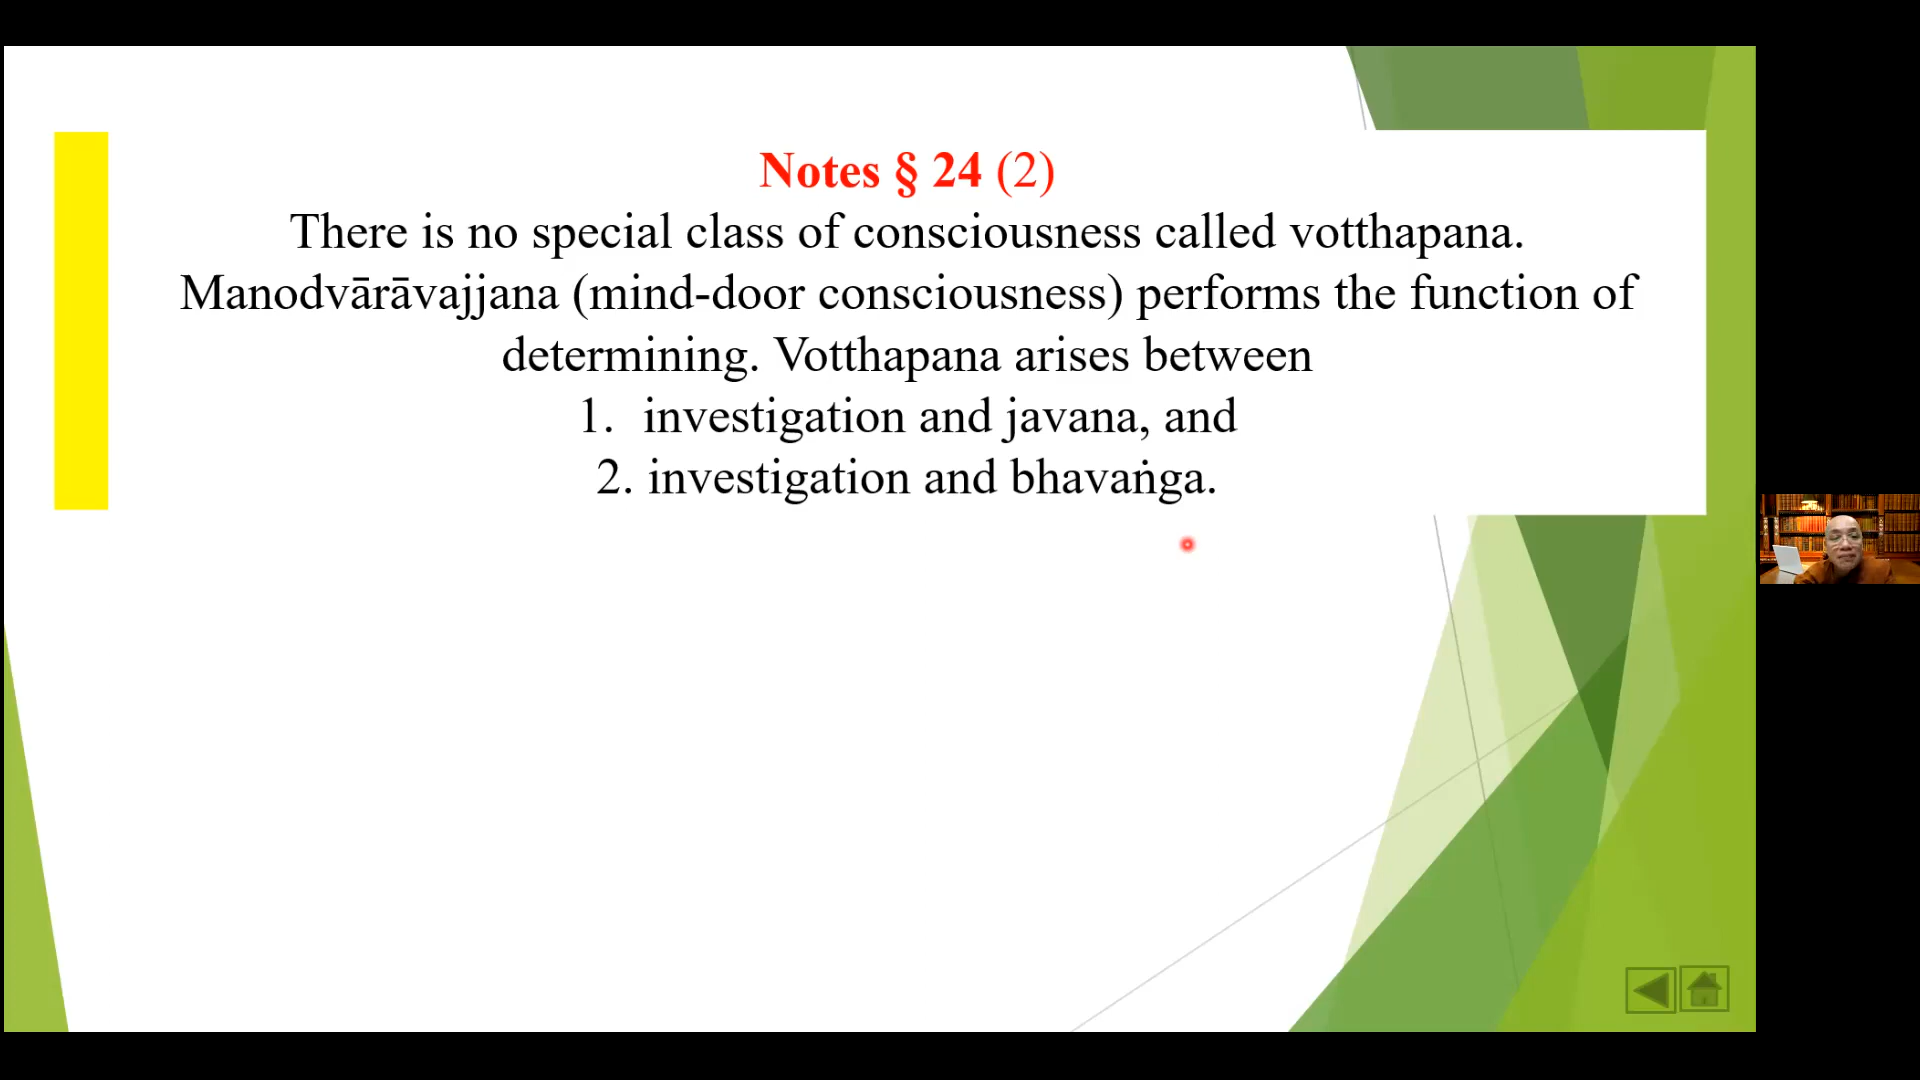 Notes § 24 (2)
There is no special class of consciousness called votthapana.
Manodvārāvajjana (mind-door consciousness) performs the function of
determining. Votthapana arises between
1. investigation and javana, and
2. investigation and bhavaṅga.